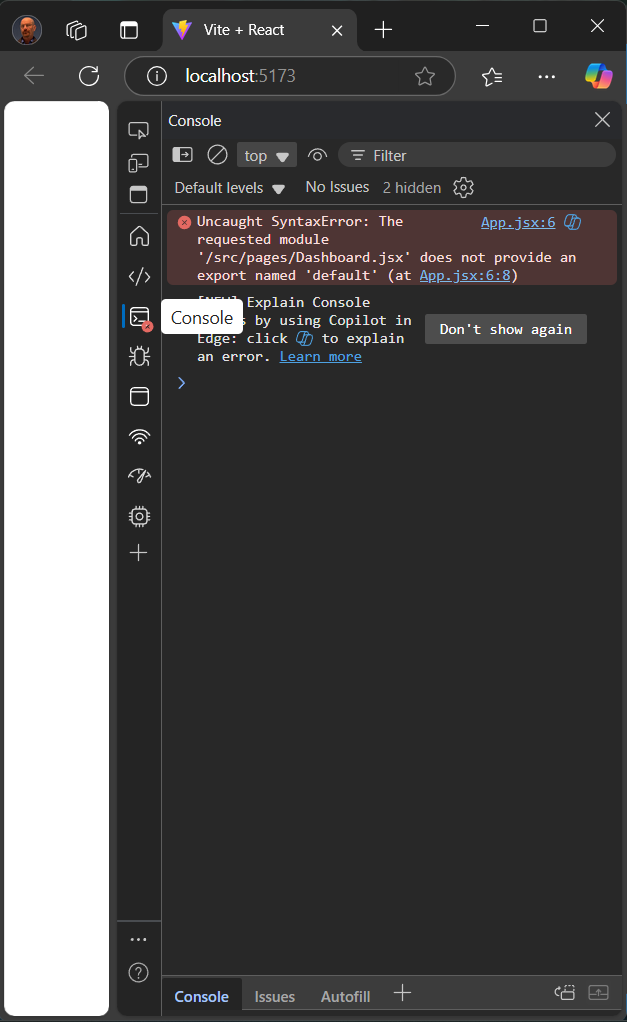 Vite + React
localhost:5173
Console
top
Filter
Default levels
No Issues
2 hidden
Uncaught SyntaxError: The
App.jsx:6
requested module
'/src/pages/Dashboard.jsx' does not provide an
export named 'default' (at App.jsx:6:8)
Explain Console
Console
by using Copilot in
Don't show again
Edge: click to explain
an error. Learn more
Console
Issues
Autofill